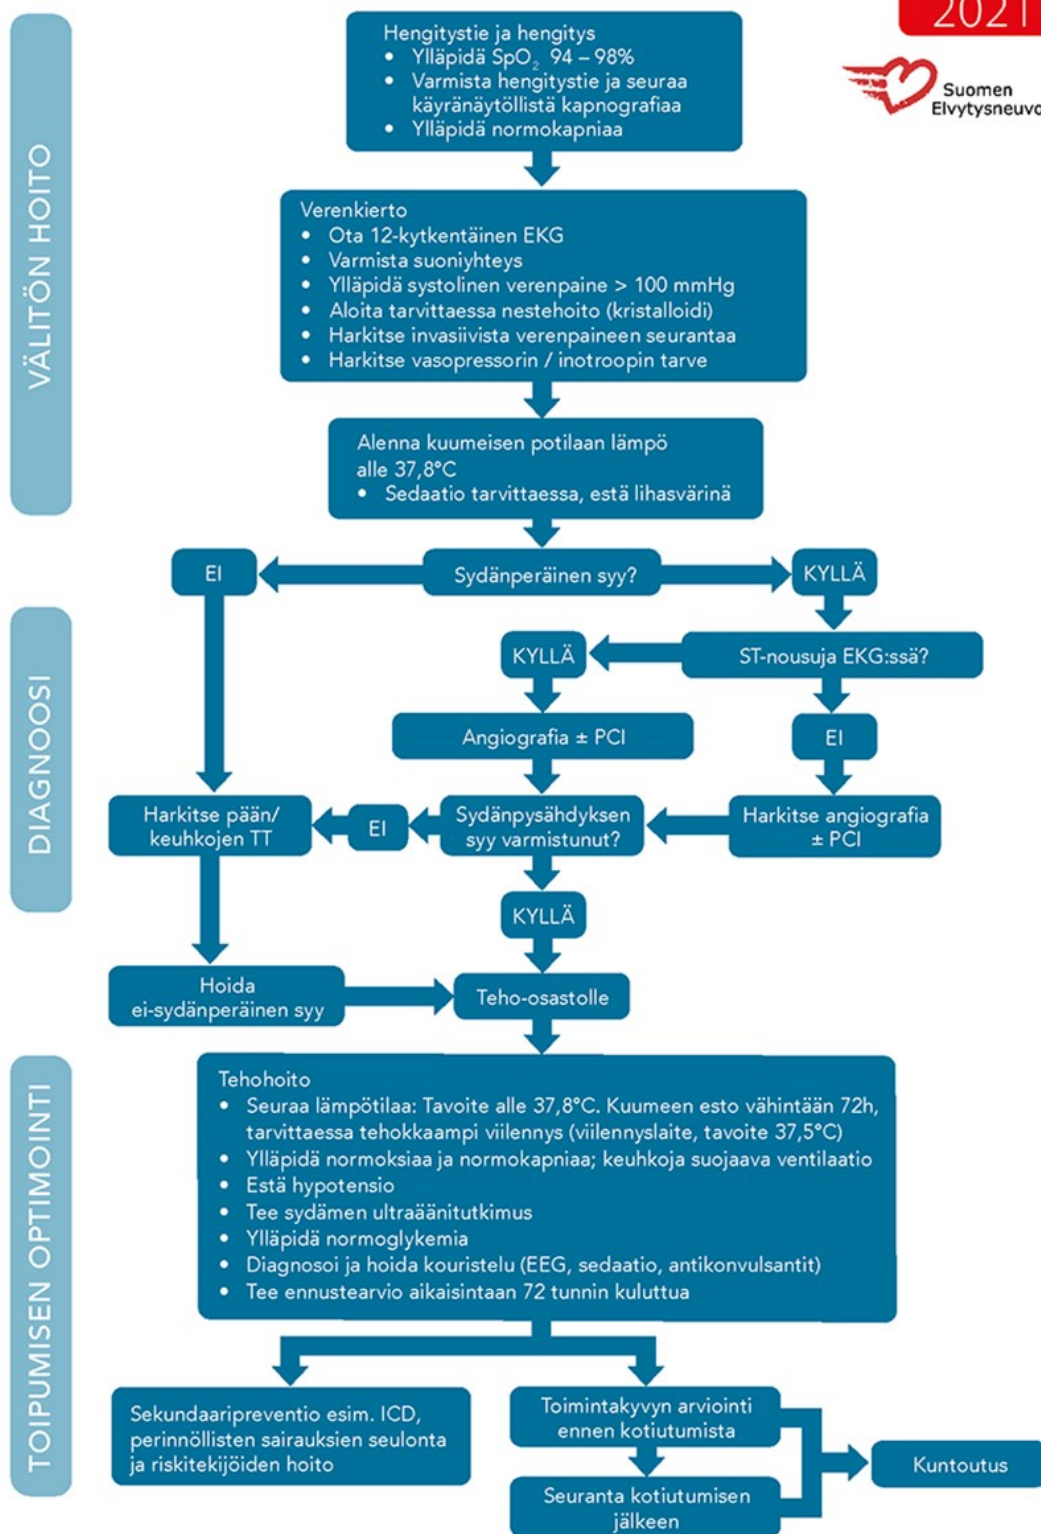 2021
Suomen
Elvytysneuvo
VÄLITÖN HOITO
Hengitystie ja hengitys
• Ylläpidä SpO₂ 94 – 98%
• Varmista hengitystie ja seuraa
käyränäytöllistä kapnografiaa
• Ylläpidä normokapniaa
Verenkierto
• Ota 12-kytkentäinen EKG
• Varmista suoniyhteys
• Ylläpidä systolinen verenpaine > 100 mmHg
• Aloita tarvittaessa nestehoito (kristalloidi)
• Harkitse invasiivista verenpaineen seurantaa
• Harkitse vasopressorin / inotroopin tarve
Alenna kuumeisen potilaan lämpö
alle 37,8°C
• Sedaatio tarvittaessa, estä lihasvärinä
EI
Sydänperäinen syy?
KYLLÄ
DIAGNOOSI
KYLLÄ
ST-nousuja EKG:ssä?
Angiografia ± PCI
EI
Harkitse pään/
keuhkojen TT
EI
Sydänpysähdyksen
syy varmistunut?
Harkitse angiografia
± PCI
KYLLÄ
Hoida
ei-sydänperäinen syy
Teho-osastolle
TOIPUMISEN OPTIMOINTI
Tehohoito
• Seuraa lämpötilaa: Tavoite alle 37,8°C. Kuumeen esto vähintään 72h,
tarvittaessa tehokkaampi viilennys (viilennyslaite, tavoite 37,5°C)
• Ylläpidä normoksiaa ja normokapniaa; keuhkoja suojaava ventilaatio
• Estä hypotensio
• Tee sydämen ultraäänitutkimus
• Ylläpidä normoglykemia
• Diagnosoi ja hoida kouristelu (EEG, sedaatio, antikonvulsantit)
• Tee ennustearvio aikaisintaan 72 tunnin kuluttua
Sekundaaripreventio esim. ICD,
perinnöllisten sairauksien seulonta
ja riskitekijöiden hoito
Toimintakyvyn arviointi
ennen kotiutumista
Seuranta kotiutumisen
jälkeen
Kuntoutus